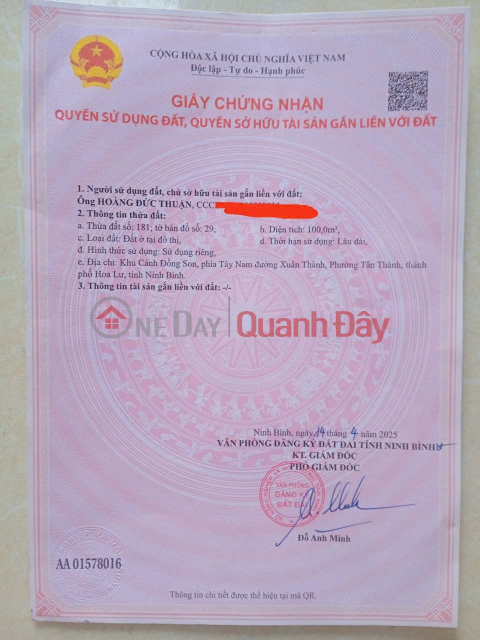 CỘNG HÒA XÃ HỘI CHỦ NGHĨA VIỆT NAM
Độc lập - Tự do - Hạnh phúc
GIẤY CHỨNG NHẬN
QUYỀN SỬ DỤNG ĐẤT, QUYỀN SỞ HỮU TÀI SẢN GẮN LIỀN VỚI ĐẤT
1. Người sử dụng đất, chủ sở hữu tài sản gắn liền với đất:
Ông HOÀNG ĐỨC THUẬN, CCC
2. Thông tin thửa đất:
a. Thửa đất số: 181; tờ bản đồ số: 29, b. Diện tích: 100,0m²,
c. Loại đất: Đất ở tại đô thị, d. Thời hạn sử dụng: Lâu dài,
đ. Hình thức sử dụng: Sử dụng riêng,
e. Địa chỉ: Khu Cánh Đồng Son, phía Tây Nam đường Xuân Thành, Phường Tân Thành, thành
phố Hoa Lư, tỉnh Ninh Bình.
3. Thông tin tài sản gắn liền với đất: -/-
ONEDAY Quanh Đây
Ninh Bình, ngày 14 tháng 4 năm 2025
VĂN PHÒNG ĐĂNG KÝ ĐẤT ĐAI TỈNH NINH BÌNH
KT. GIÁM ĐỐC
PHÓ GIÁM ĐỐC
VĂN PHÒNG
ĐĂNG KÝ
ĐẤT ĐAI
Đỗ Anh Minh
AA 01578016
Thông tin chi tiết được thể hiện tại mã QR.